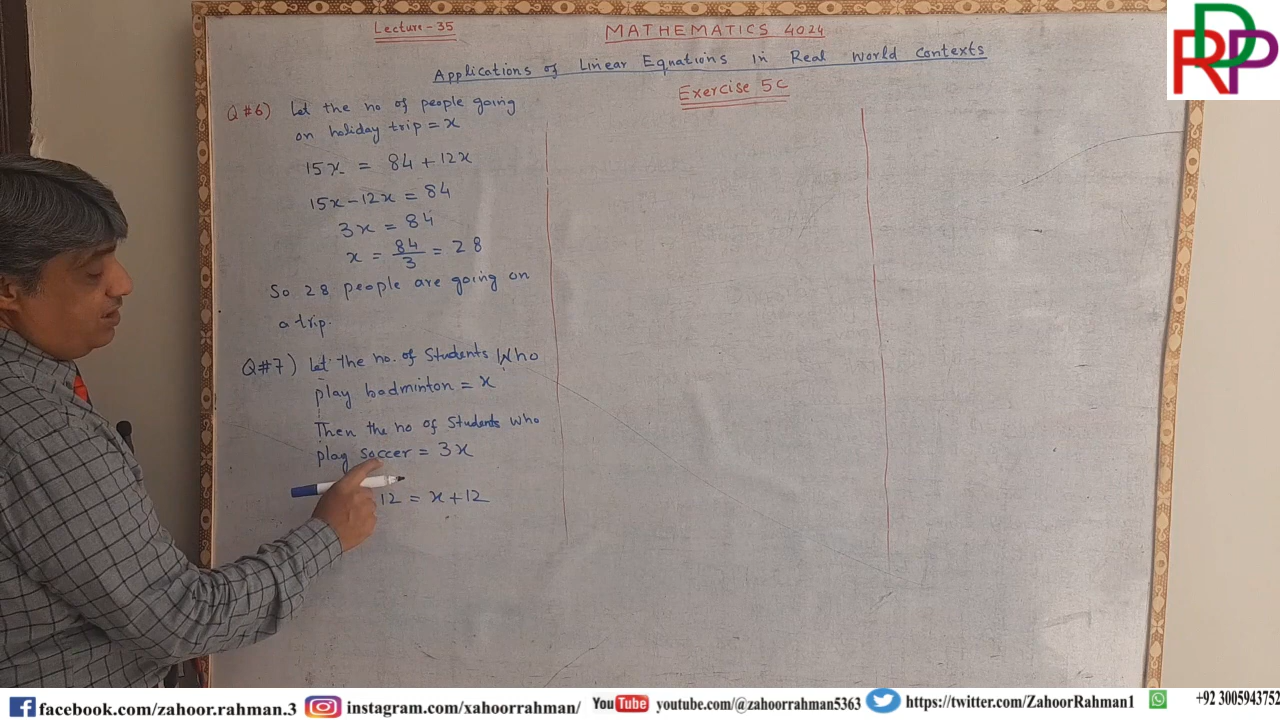 Lecture-35
MATHEMATICS 4024
Applications of Linear Equations in Real world contexts
Exercise 5C
Q#6) Let the no of people going
on holiday trip = x
15x = 84 + 12x
15x - 12x = 84
3x = 84
x = 84/3 = 28
So 28 people are going on
a trip.
Q#7) Let the no. of Students Who
play badminton = x
Then the no of Students who
play soccer = 3x
12 = x + 12
RDP
facebook.com/zahoor.rahman.3
instagram.com/xahoorrahman/
YouTube youtube.com/@zahoorrahman5363
https://twitter.com/ZahoorRahman1
+92 3005943752